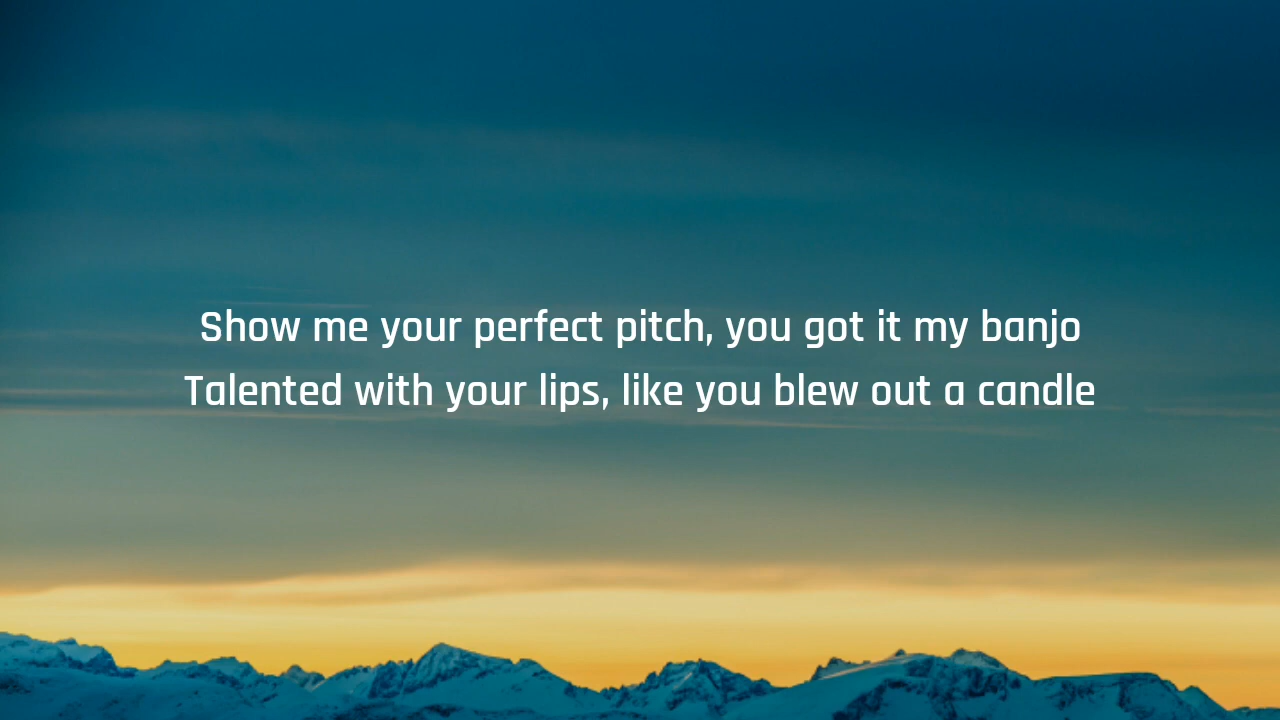 Show me your perfect pitch, you got it my banjo
Talented with your lips, like you blew out a candle